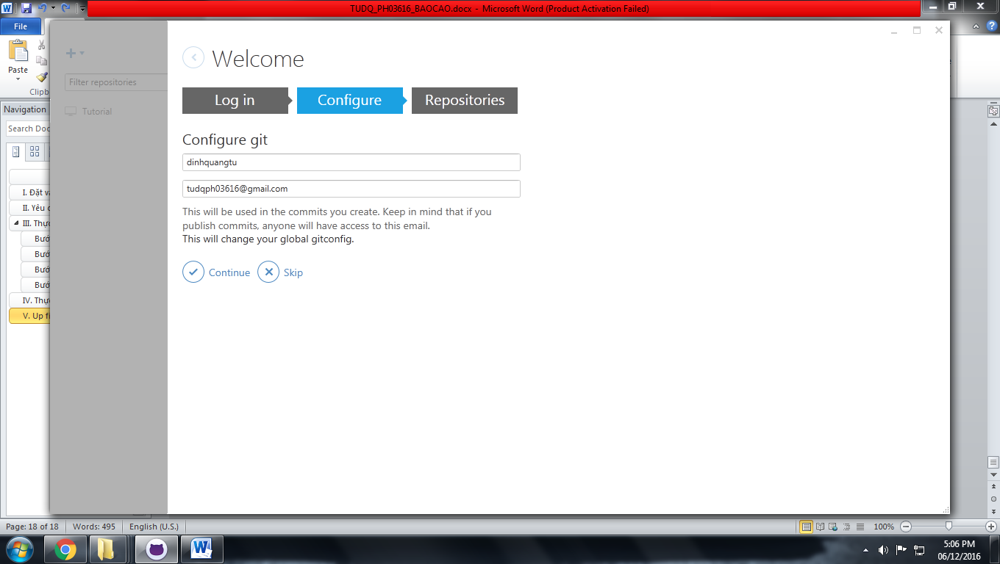 TUDQ_PH03616_BAOCAO.docx - Microsoft Word (Product Activation Failed)
File
Paste
Clipb
Navigation
Search Doc
I. Đặt vấ
II. Yêu c
III. Thực
Bướ
Bướ
Bướ
Bướ
IV. Thực
V. Up fi
Filter repositories
Tutorial
Welcome
Log in
Configure
Repositories
Configure git
dinhquangtu
tudqph03616@gmail.com
This will be used in the commits you create. Keep in mind that if you
publish commits, anyone will have access to this email.
This will change your global gitconfig.
Continue
Skip
Page: 18 of 18
Words: 495
English (U.S.)
100%
5:06 PM
06/12/2016